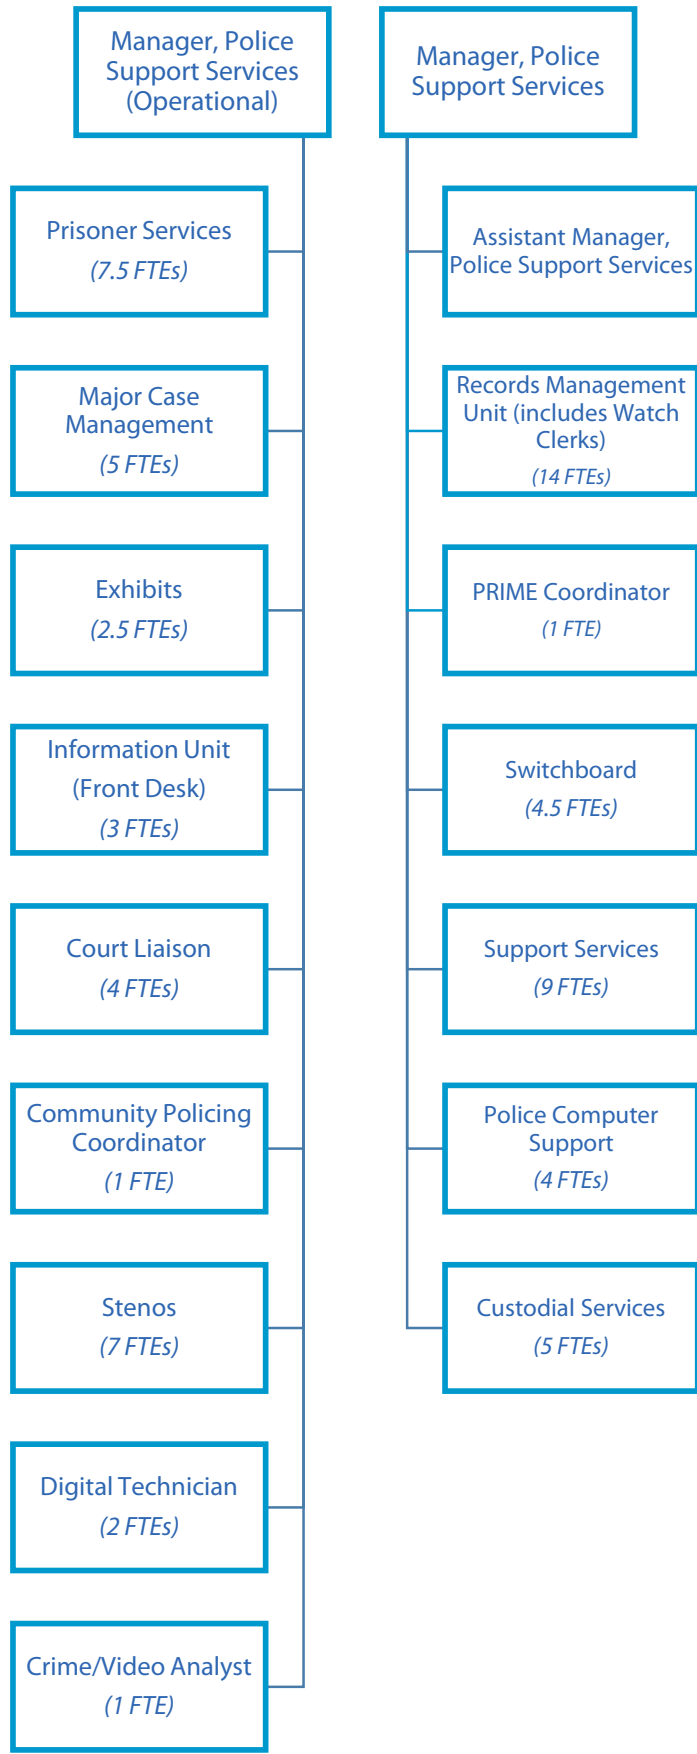 Manager, Police
Support Services
(Operational)
Prisoner Services
(7.5 FTEs)
Major Case
Management
(5 FTEs)
Exhibits
(2.5 FTEs)
Information Unit
(Front Desk)
(3 FTEs)
Court Liaison
(4 FTEs)
Community Policing
Coordinator
(1 FTE)
Stenos
(7 FTEs)
Digital Technician
(2 FTEs)
Crime/Video Analyst
(1 FTE)
Manager, Police
Support Services
Assistant Manager,
Police Support Services
Records Management
Unit (includes Watch
Clerks)
(14 FTEs)
PRIME Coordinator
(1 FTE)
Switchboard
(4.5 FTEs)
Support Services
(9 FTEs)
Police Computer
Support
(4 FTEs)
Custodial Services
(5 FTEs)